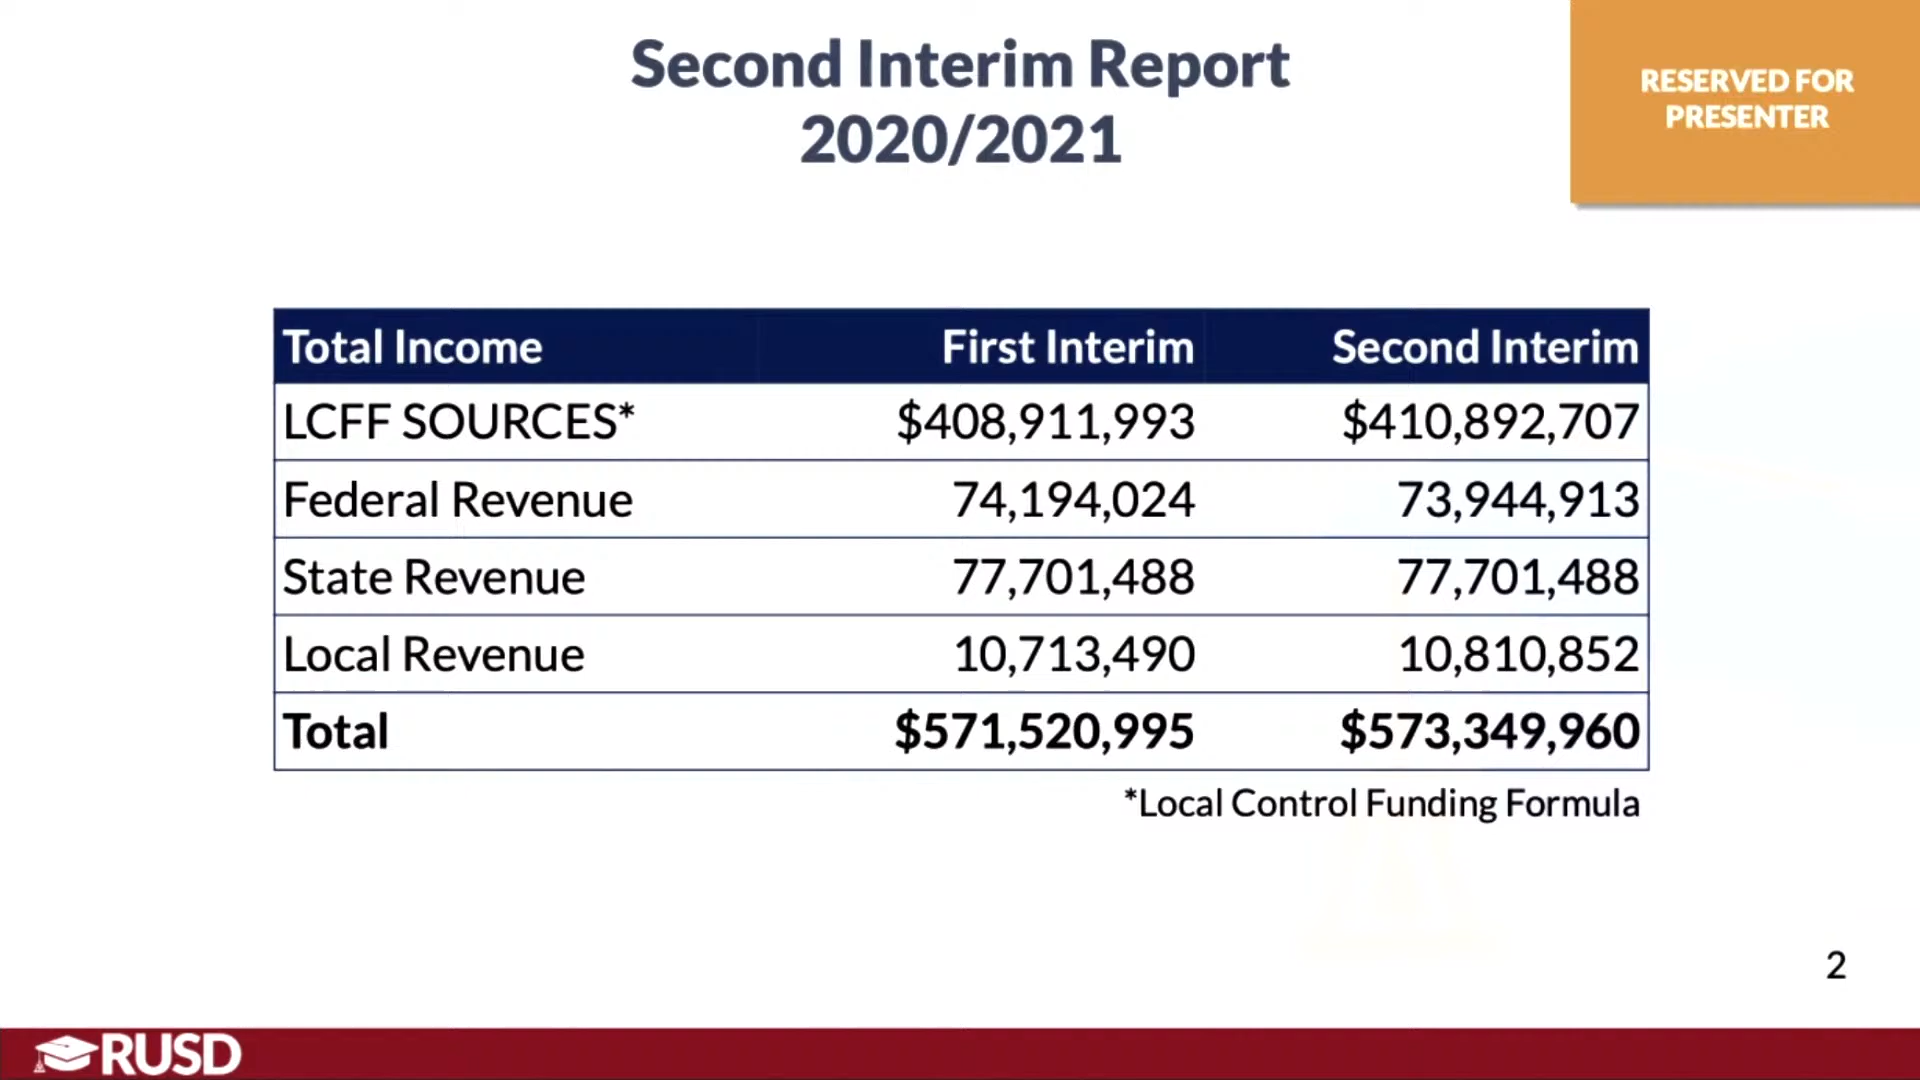 Second Interim Report
2020/2021
RESERVED FOR
PRESENTER
Total Income First Interim Second Interim
LCFF SOURCES* $408,911,993 $410,892,707
Federal Revenue 74,194,024 73,944,913
State Revenue 77,701,488 77,701,488
Local Revenue 10,713,490 10,810,852
Total $571,520,995 $573,349,960
*Local Control Funding Formula
2
RUSD